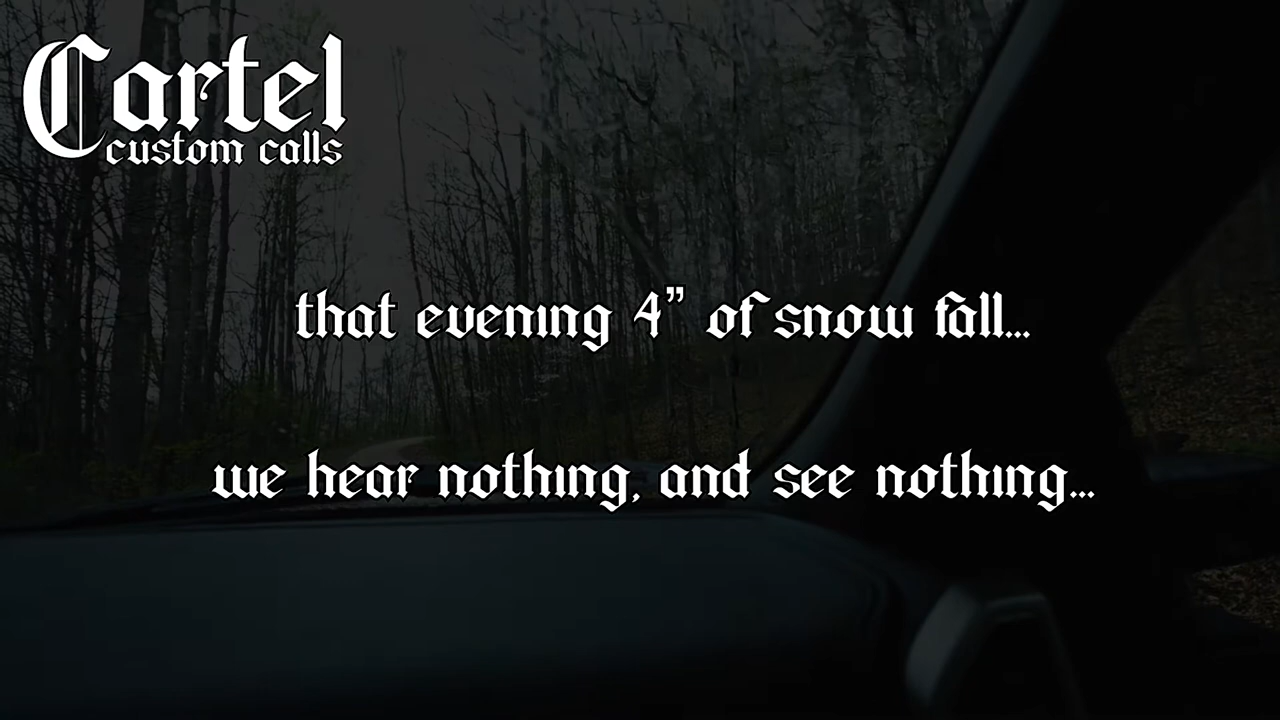 Cartel
custom calls
that evening 4” of snow fall...
we hear nothing, and see nothing...